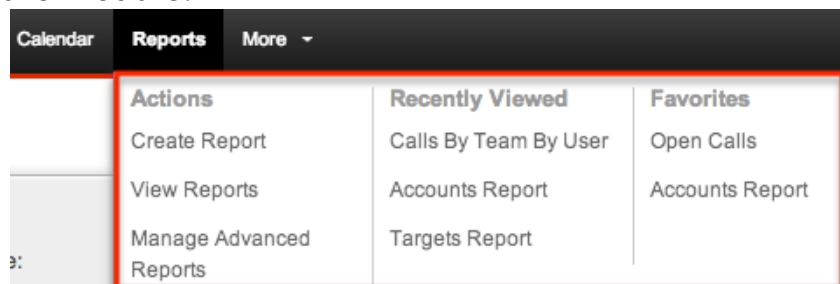 Calendar Reports More
Actions Recently Viewed Favorites
Create Report Calls By Team By User Open Calls
View Reports Accounts Report Accounts Report
Manage Advanced Targets Report
Reports
e: